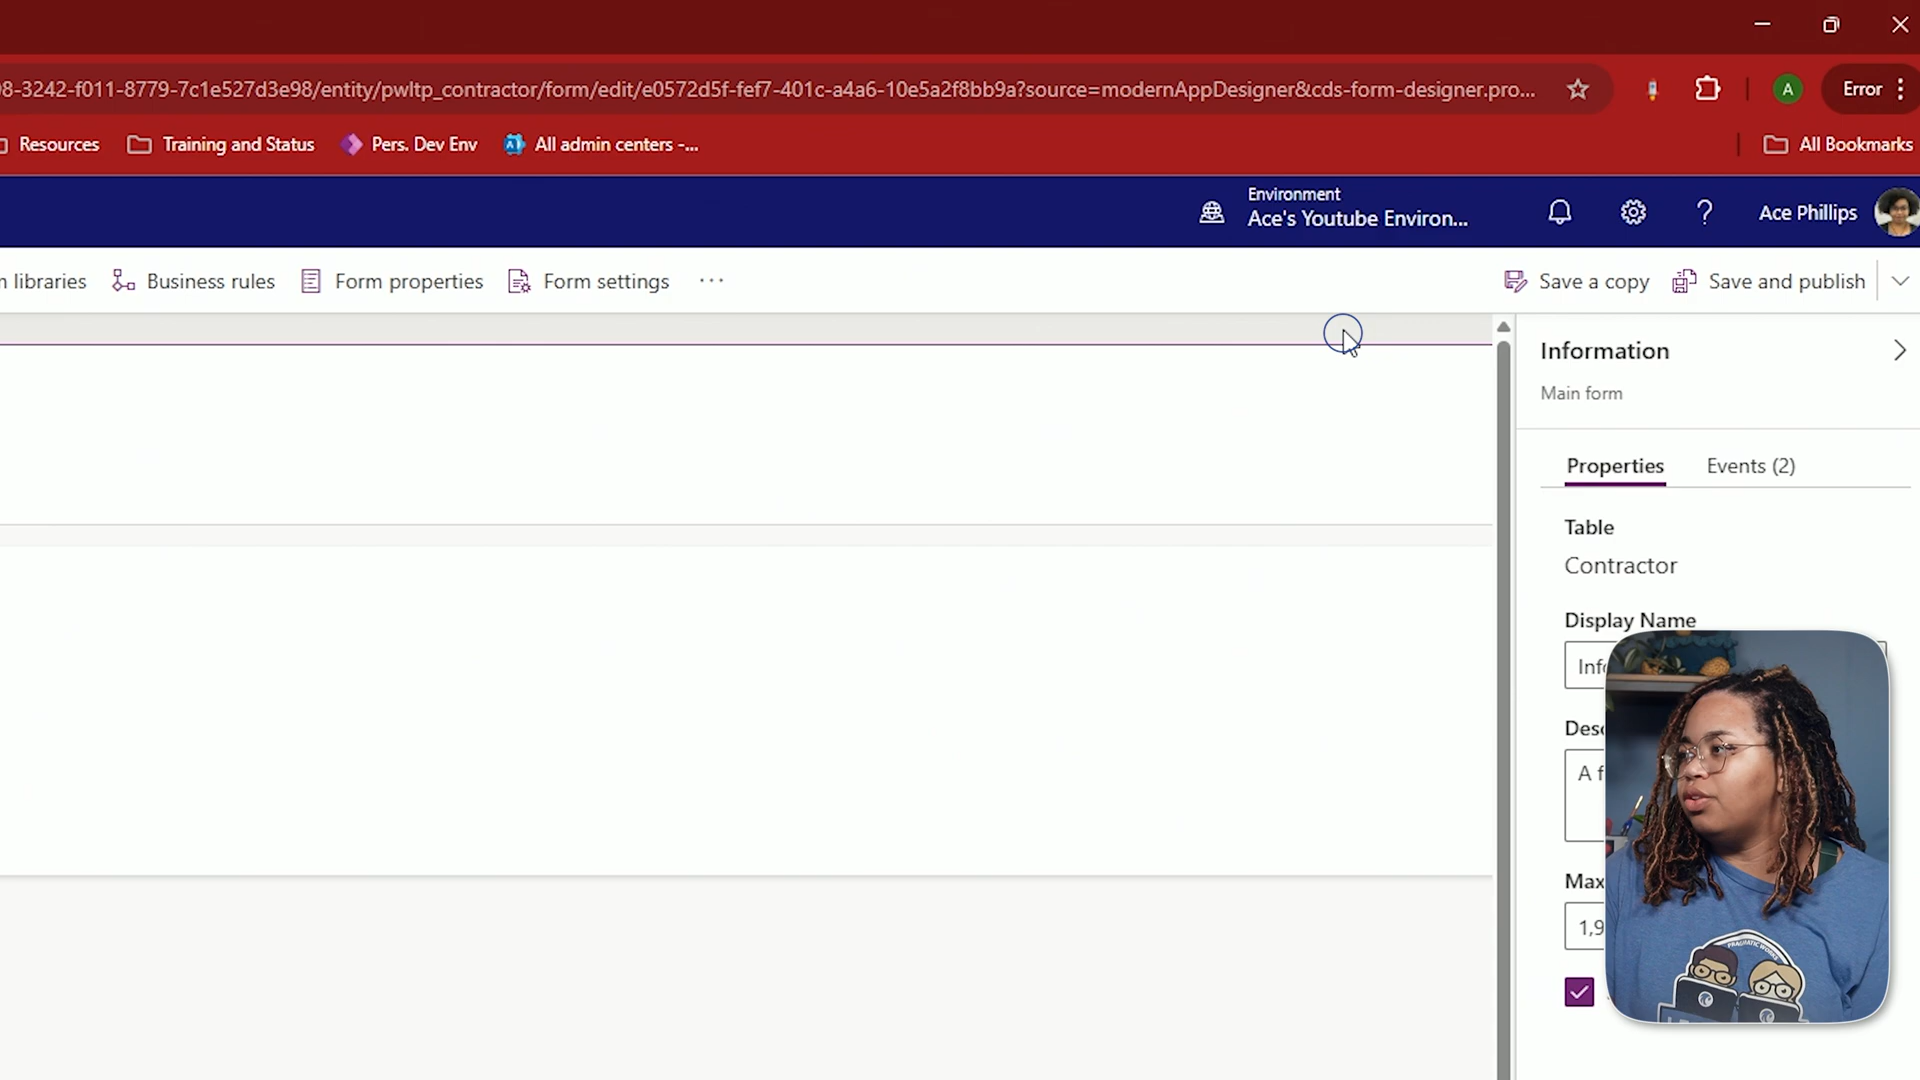 8-3242-f011-8779-7c1e527d3e98/entity/pwltp_contractor/form/edit/e0572d5f-fef7-401c-a4a6-10e5a2f8bb9a?source=modernAppDesigner&cds-form-designer.pro...
A
Error
Resources
Training and Status
Pers. Dev Env
All admin centers -...
All Bookmarks
Environment
Ace's Youtube Environ...
Ace Phillips
libraries
Business rules
Form properties
Form settings
Save a copy
Save and publish
Information
Main form
Properties
Events (2)
Table
Contractor
Display Name
Inf
Des
A f
Max
1,9
PRAGMATIC WORKS